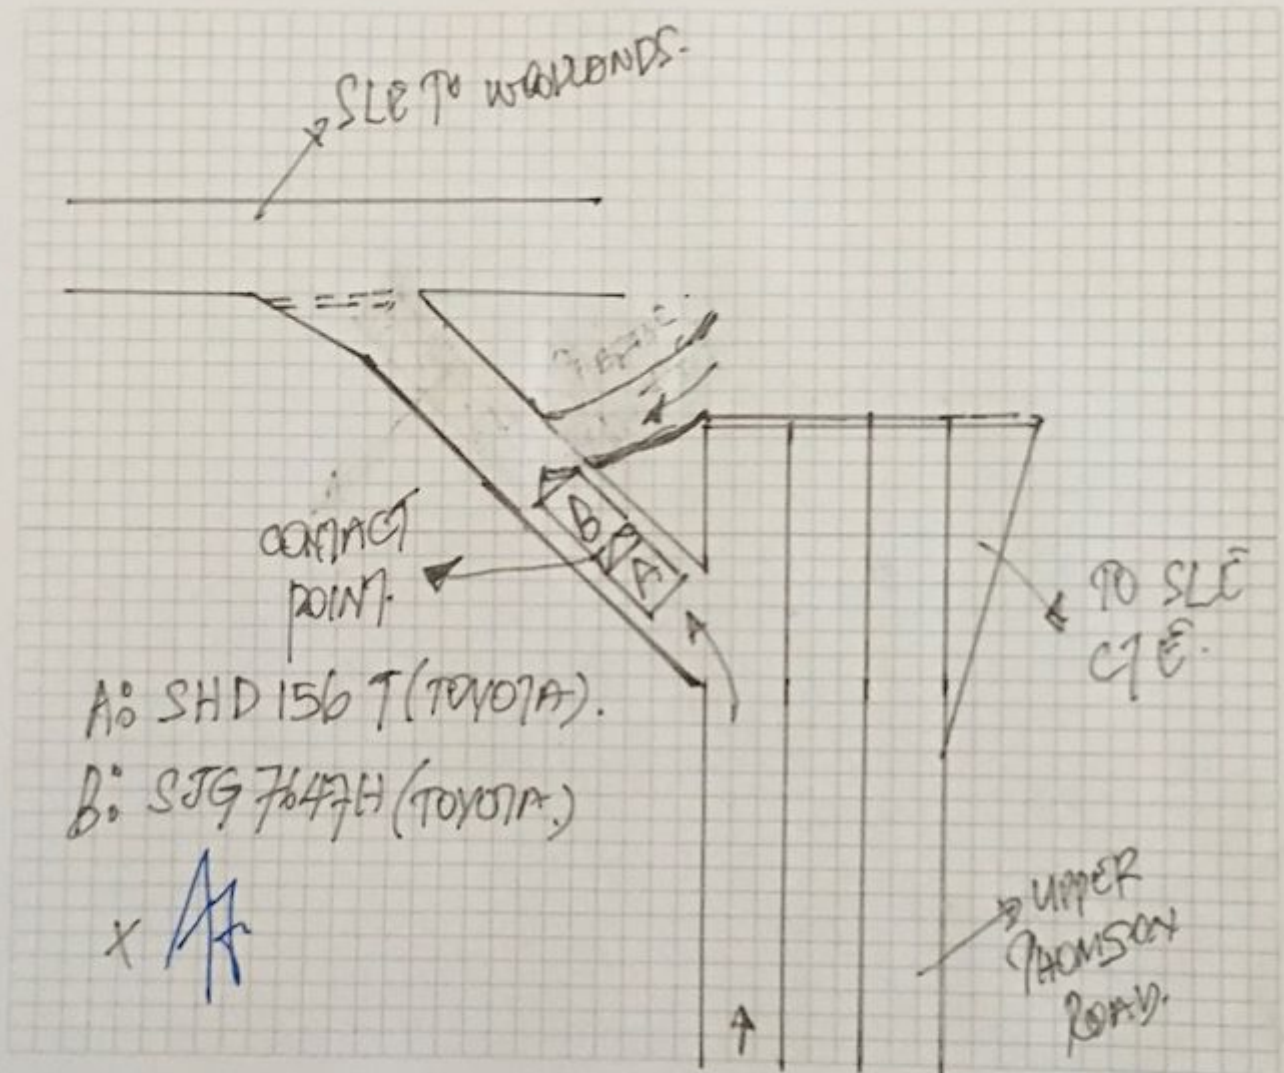 SLE TO WOODLANDS.
B
A
CONTACT
POINT.
TO SLE
CTE.
A: SHD 156 T (TOYOTA).
B: SJG 7647H (TOYOTA.)
X
UPPER
THOMSON
ROAD.